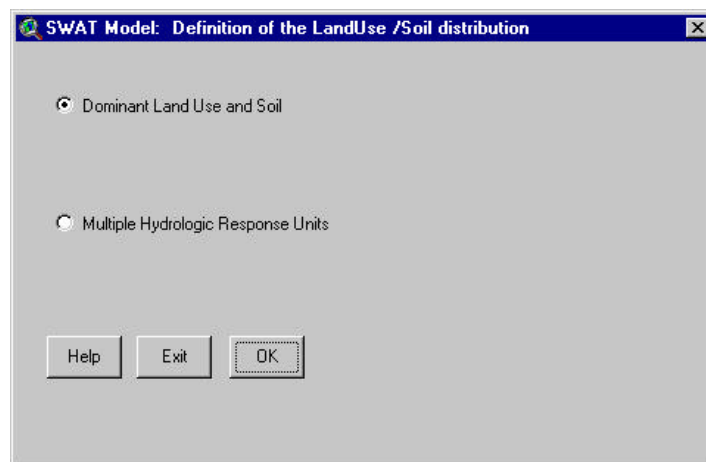 SWAT Model: Definition of the LandUse /Soil distribution
Dominant Land Use and Soil
Multiple Hydrologic Response Units
Help Exit OK